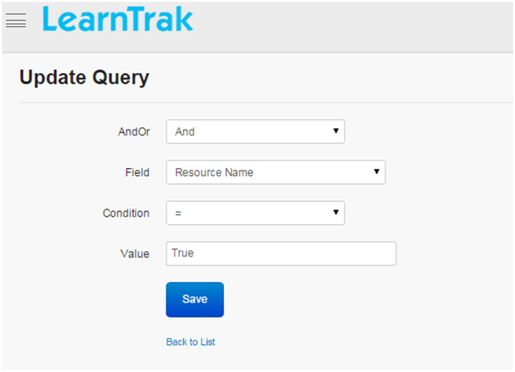 LearnTrak
Update Query
AndOr And
Field Resource Name
Condition =
Value True
Save
Back to List